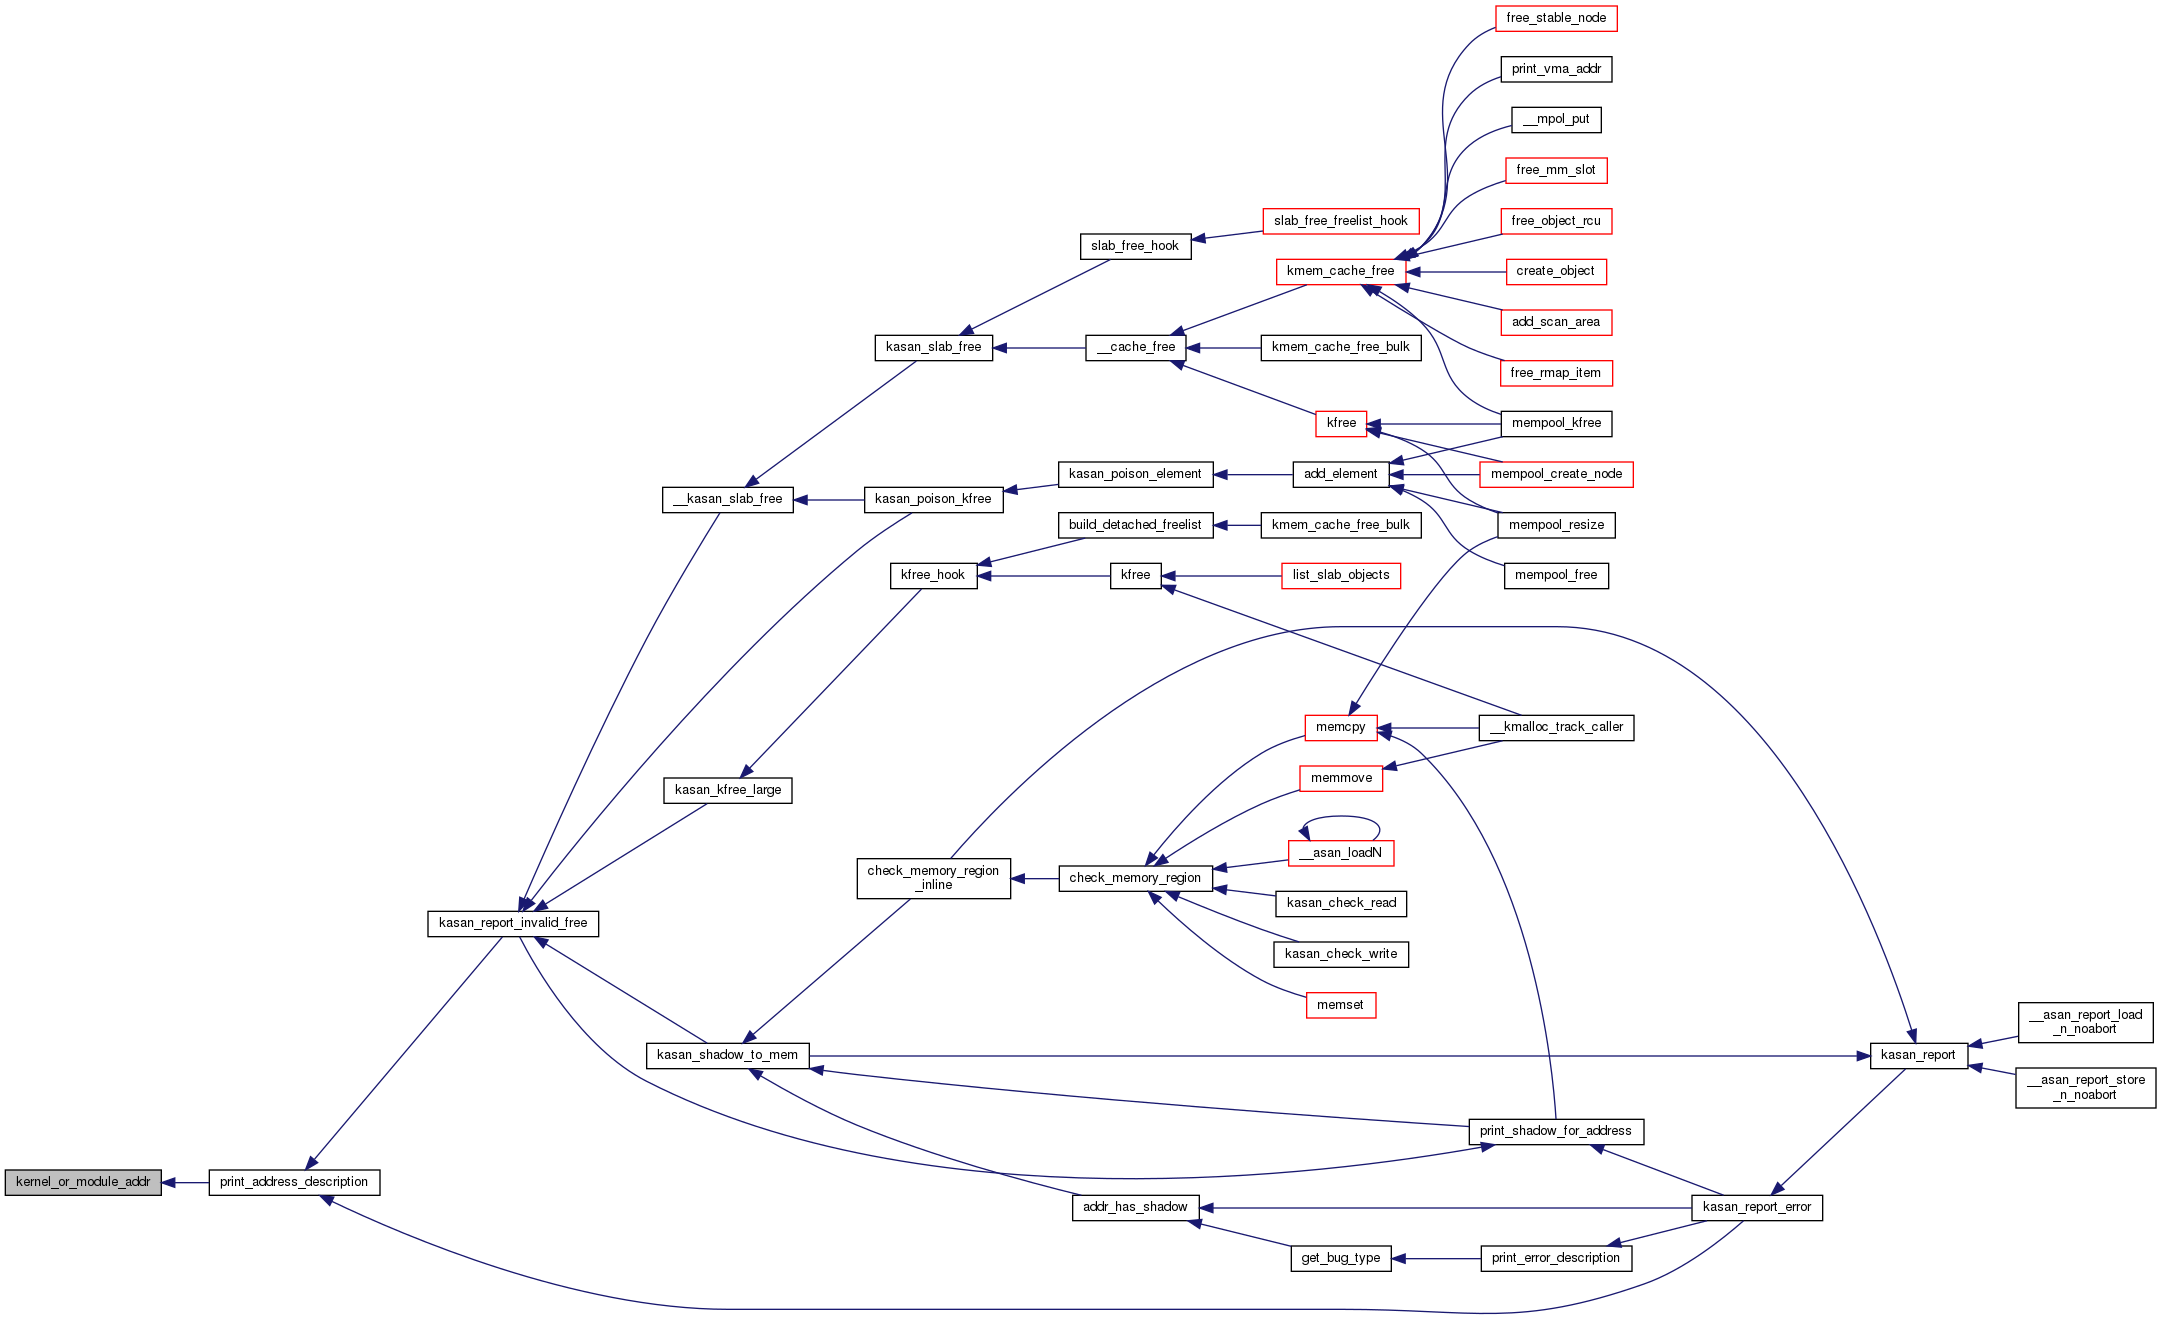 free_stable_node
print_vma_addr
__mpol_put
free_mm_slot
slab_free_freelist_hook
free_object_rcu
slab_free_hook
kmem_cache_free
create_object
add_scan_area
kasan_slab_free
__cache_free
kmem_cache_free_bulk
free_rmap_item
kfree
mempool_kfree
kasan_poison_element
add_element
mempool_create_node
__kasan_slab_free
kasan_poison_kfree
build_detached_freelist
kmem_cache_free_bulk
mempool_resize
kfree_hook
kfree
list_slab_objects
mempool_free
memcpy
__kmalloc_track_caller
memmove
kasan_kfree_large
__asan_loadN
check_memory_region
_inline
check_memory_region
kasan_check_read
kasan_report_invalid_free
kasan_check_write
memset
__asan_report_load
_n_noabort
kasan_shadow_to_mem
kasan_report
__asan_report_store
_n_noabort
print_shadow_for_address
kernel_or_module_addr
print_address_description
addr_has_shadow
kasan_report_error
get_bug_type
print_error_description